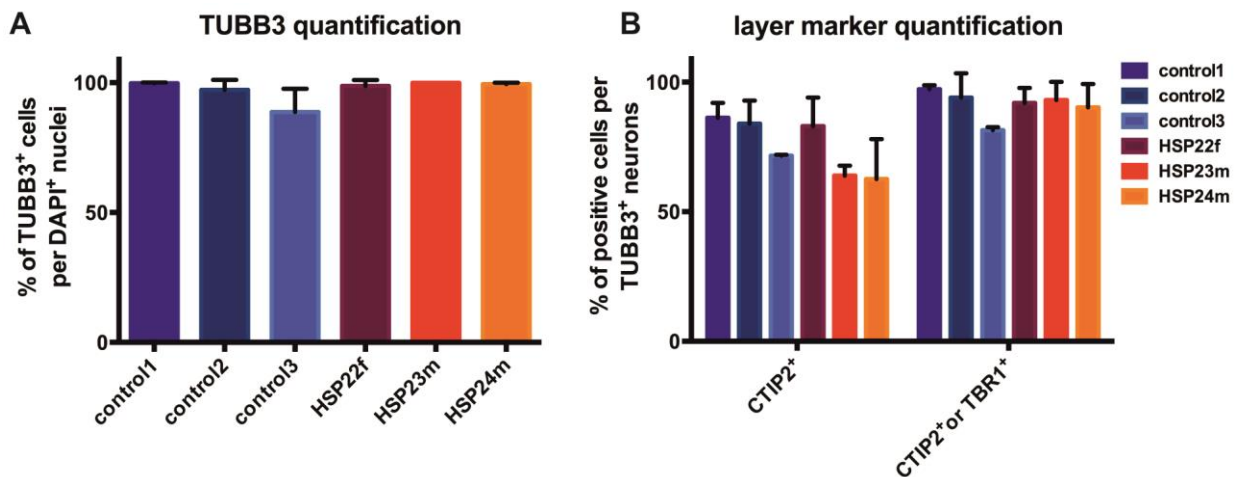 A
TUBB3 quantification
% of TUBB3⁺ cells
per DAPI⁺ nuclei
100
50
0
control1
control2
control3
HSP22f
HSP23m
HSP24m
B
layer marker quantification
% of positive cells per
TUBB3⁺ neurons
100
50
0
CTIP2⁺
CTIP2⁺or TBR1⁺
control1
control2
control3
HSP22f
HSP23m
HSP24m